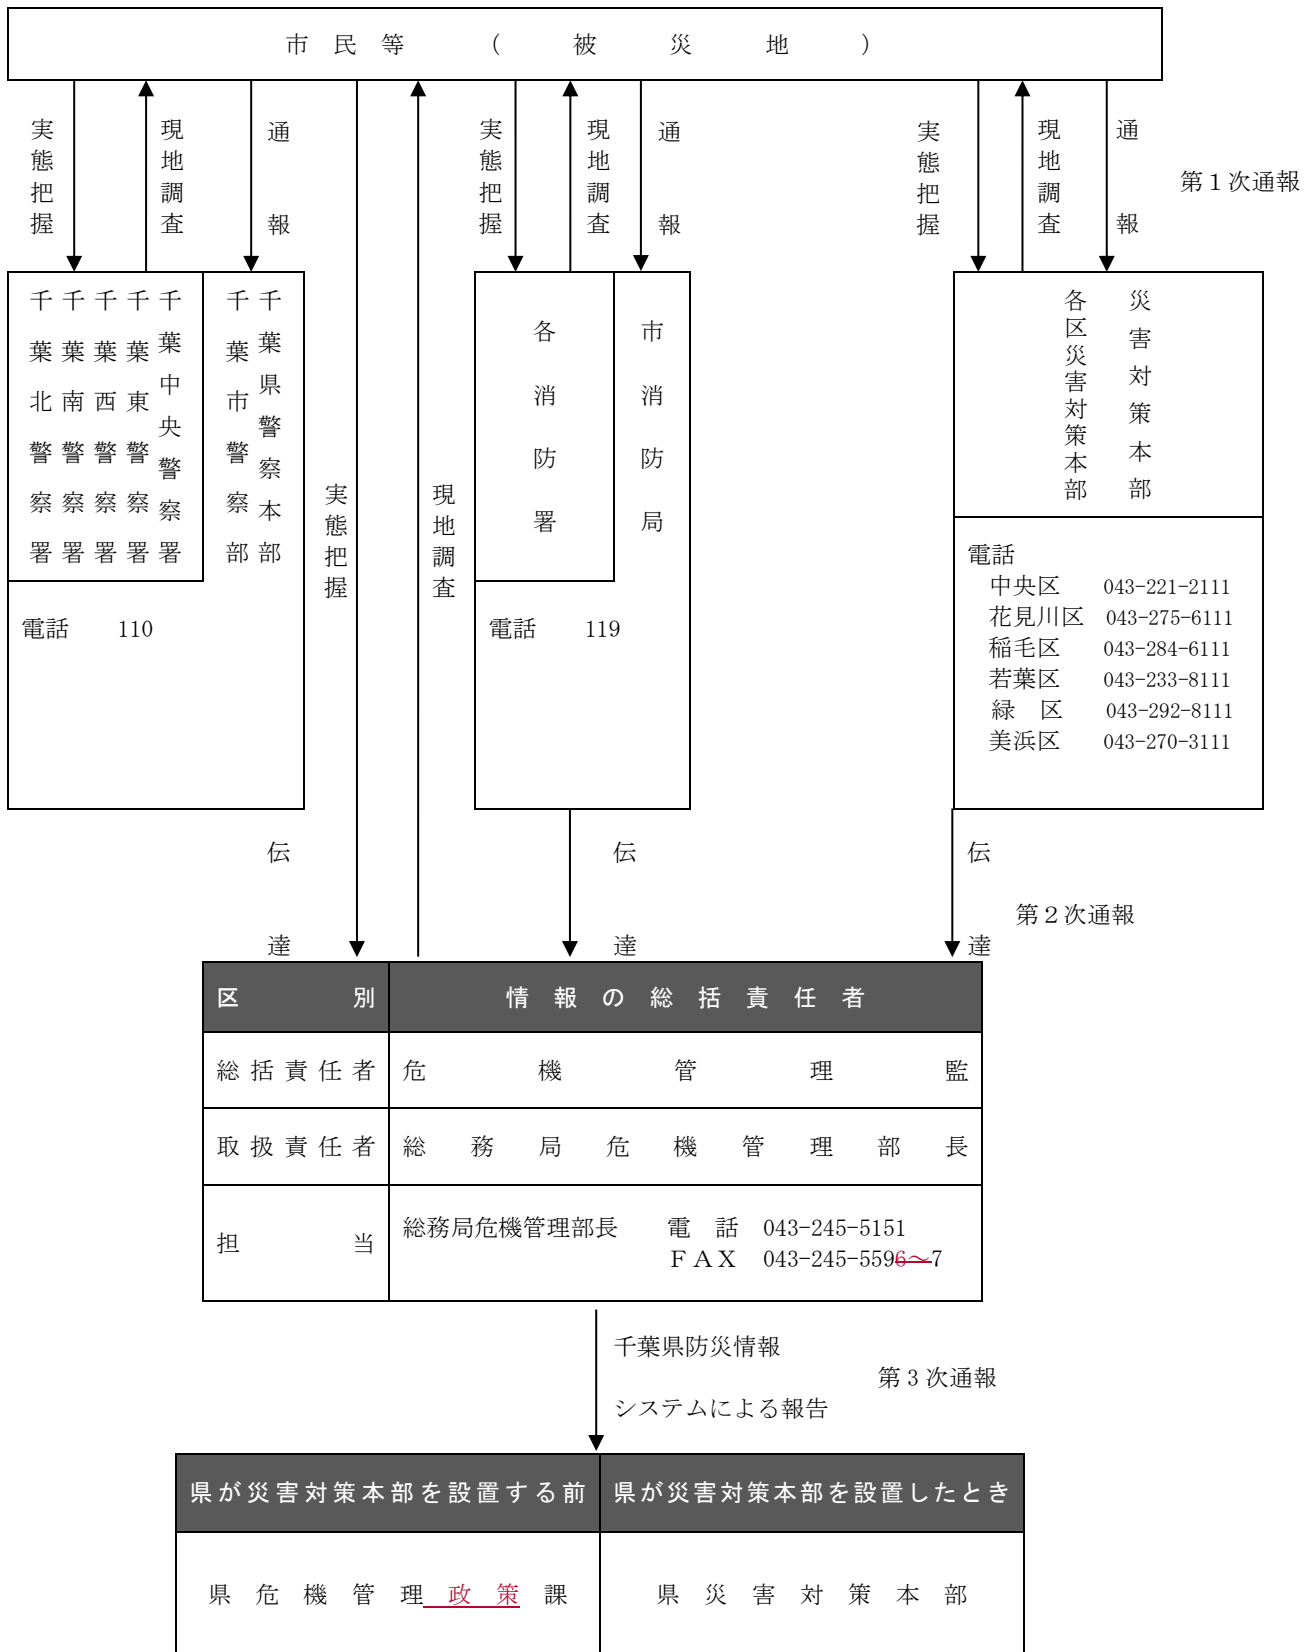 市民等（被災地）
実態把握
現地調査
通報
実態把握
現地調査
通報
実態把握
現地調査
通報
第１次通報
千葉北警察署
千葉南警察署
千葉西警察署
千葉東警察署
千葉中央警察署
千葉市警察部
千葉県警察本部
電話 110
実態把握
現地調査
各消防署
市消防局
電話 119
各区災害対策本部
災害対策本部
電話
中央区 043-221-2111
花見川区 043-275-6111
稲毛区 043-284-6111
若葉区 043-233-8111
緑区 043-292-8111
美浜区 043-270-3111
伝達
伝達
伝達
第２次通報
区別 情報の総括責任者
総括責任者 危機管理監
取扱責任者 総務局危機管理部長
担当 総務局危機管理部長 電話 043-245-5151
ＦＡＸ 043-245-5596～7
千葉県防災情報
システムによる報告
第３次通報
県が災害対策本部を設置する前 県が災害対策本部を設置したとき
県危機管理政策課 県災害対策本部